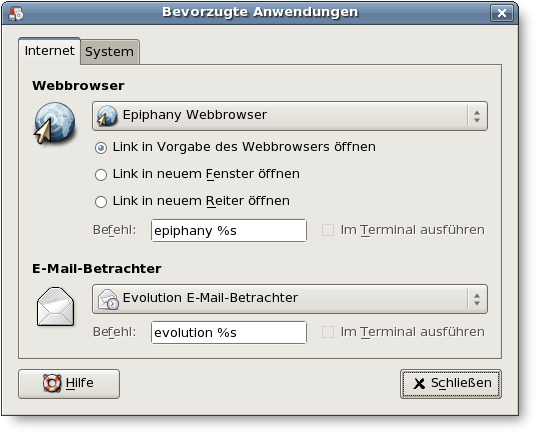 Bevorzugte Anwendungen
Internet System
Webbrowser
Epiphany Webbrowser
Link in Vorgabe des Webbrowsers öffnen
Link in neuem Fenster öffnen
Link in neuem Reiter öffnen
Befehl: epiphany %s Im Terminal ausführen
E-Mail-Betrachter
Evolution E-Mail-Betrachter
Befehl: evolution %s Im Terminal ausführen
Hilfe Schließen